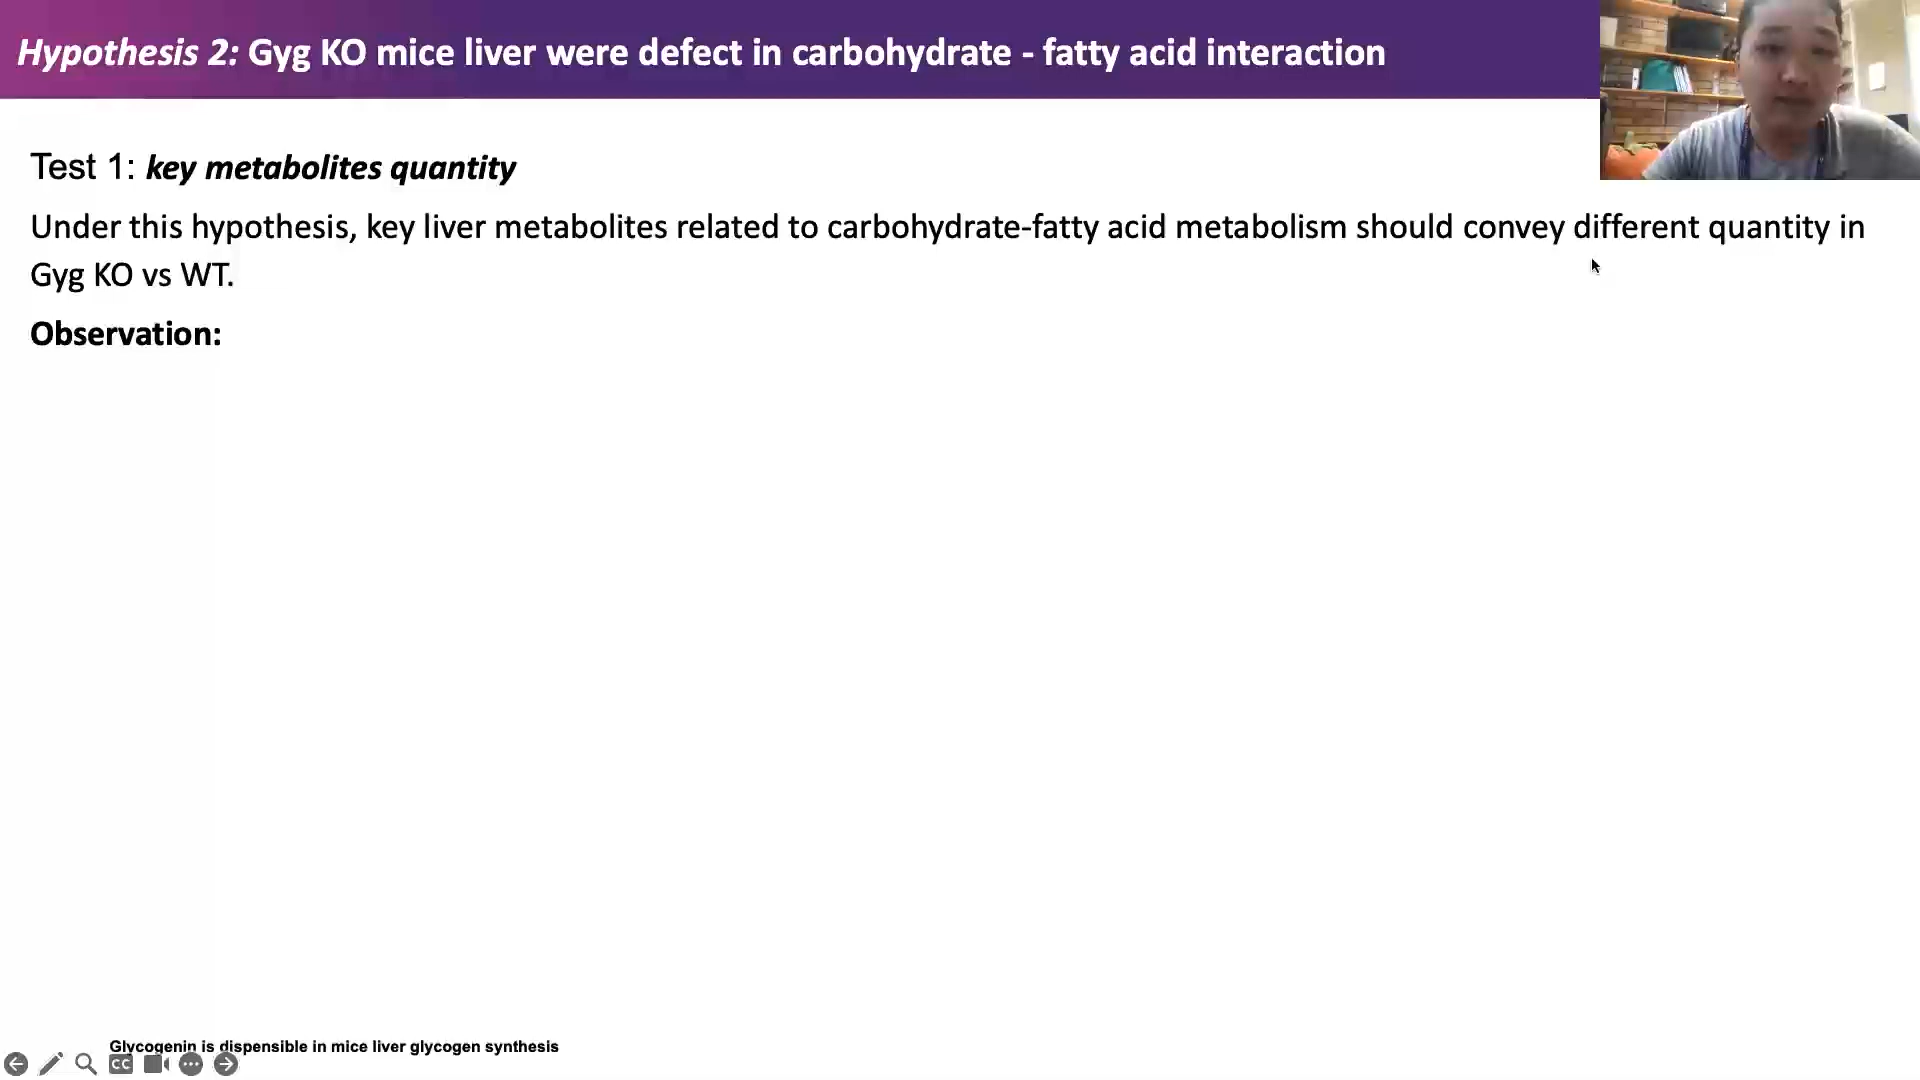 Hypothesis 2: Gyg KO mice liver were defect in carbohydrate - fatty acid interaction
Test 1: key metabolites quantity
Under this hypothesis, key liver metabolites related to carbohydrate-fatty acid metabolism should convey different quantity in
Gyg KO vs WT.
Observation:
Glycogenin is dispensible in mice liver glycogen synthesis
CC